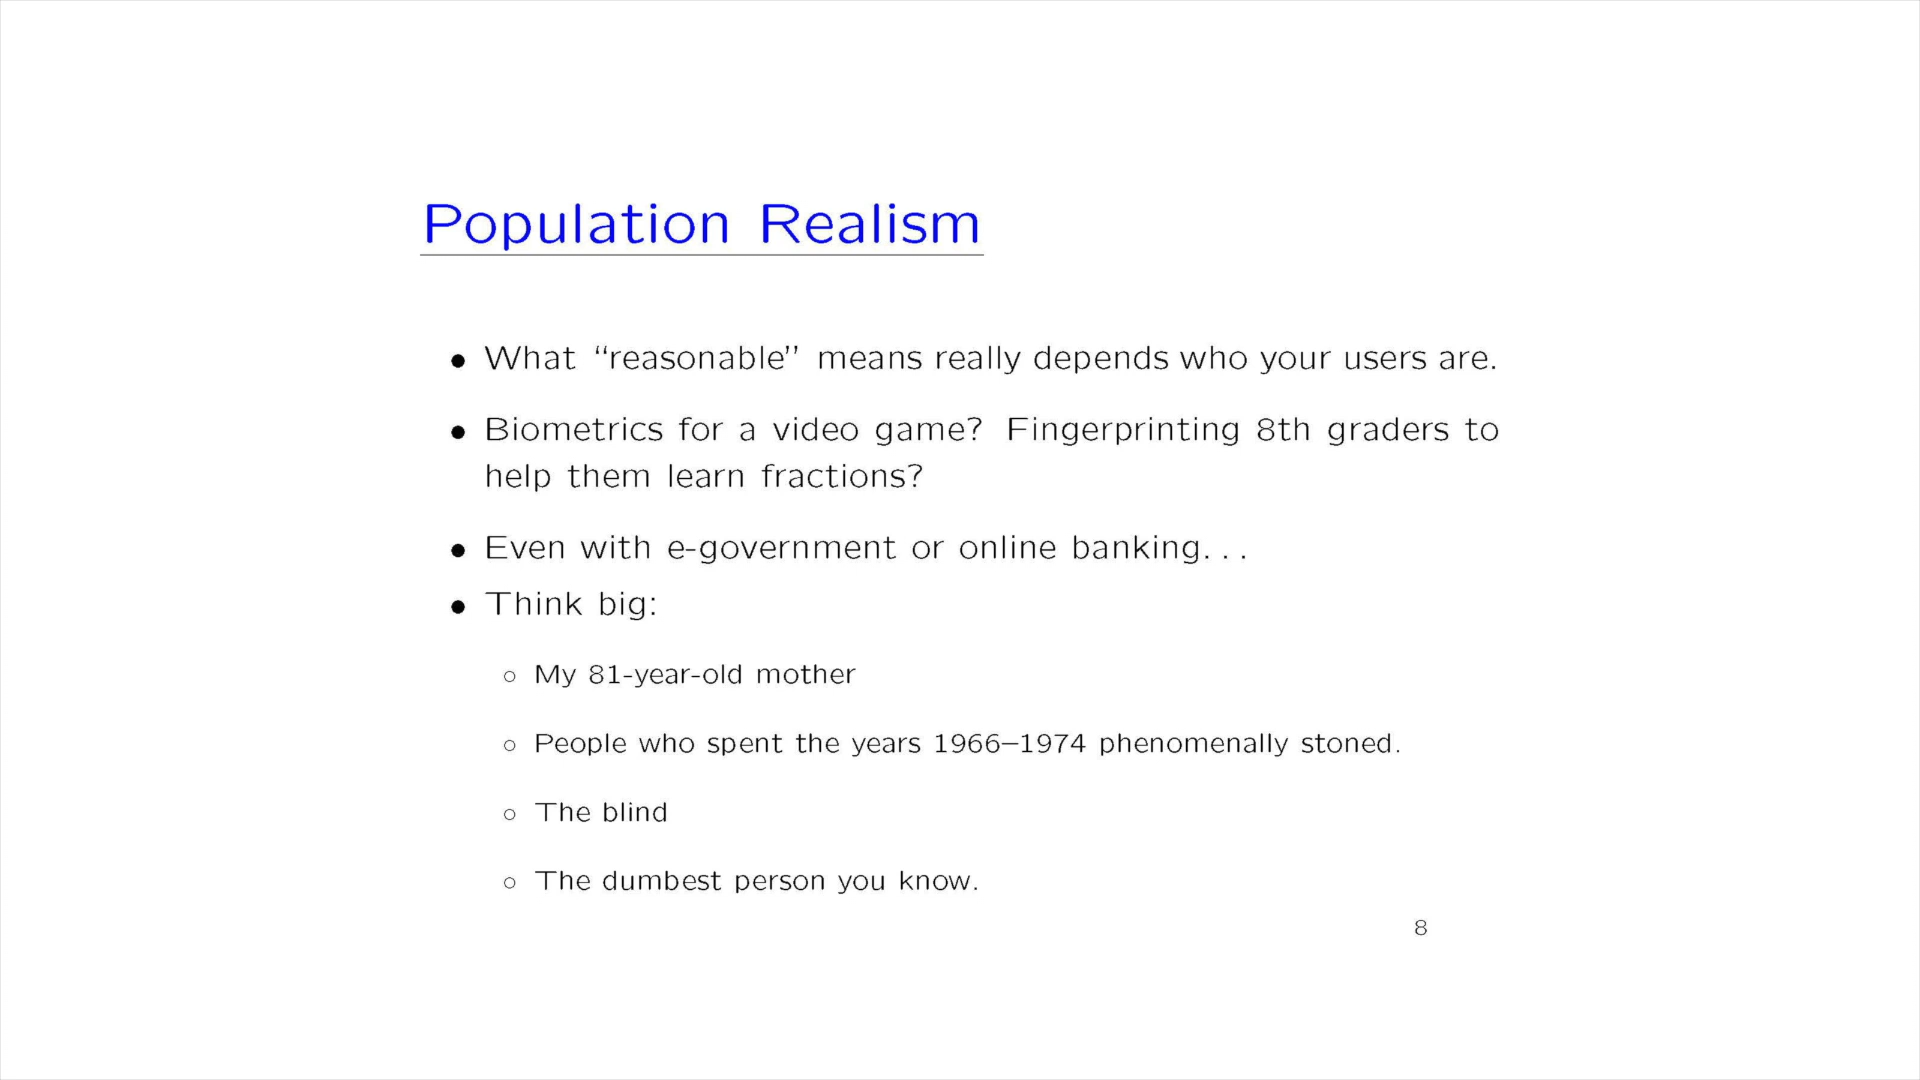 Population Realism
• What “reasonable” means really depends who your users are.
• Biometrics for a video game? Fingerprinting 8th graders to
help them learn fractions?
• Even with e-government or online banking. . .
• Think big:
◦ My 81-year-old mother
◦ People who spent the years 1966–1974 phenomenally stoned.
◦ The blind
◦ The dumbest person you know.
8